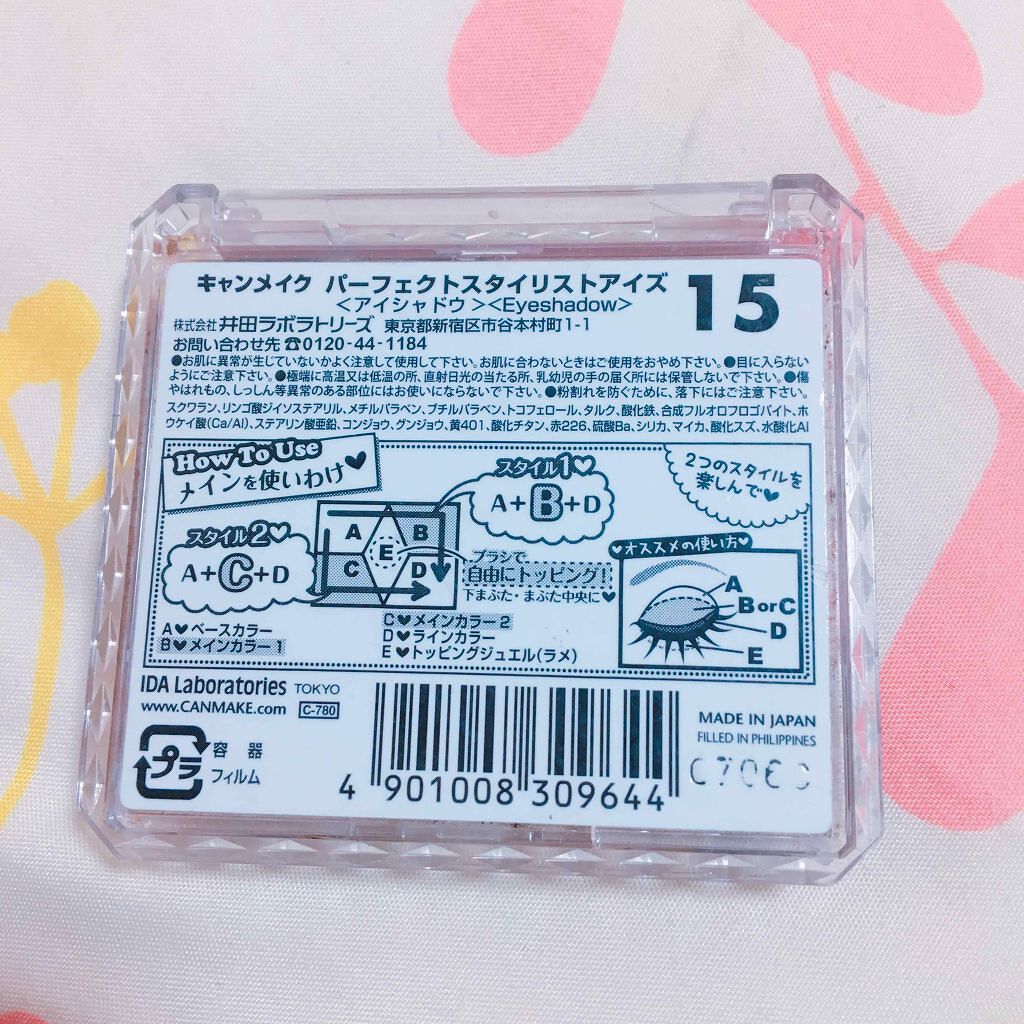 キャンメイク パーフェクトスタイリストアイズ
<アイシャドウ><Eyeshadow>
15
株式会社 井田ラボラトリーズ 東京都新宿区市谷本村町1-1
お問い合わせ先 ☎0120-44-1184
●お肌に異常が生じていないかよく注意して使用して下さい。お肌に合わないときはご使用をおやめ下さい。●目に入らない
ようにご注意下さい。●極端に高温又は低温の所、直射日光の当たる所、乳幼児の手の届く所には保管しないで下さい。●傷
やはれもの、しっしん等異常のある部位にはお使いにならないで下さい。●粉割れを防ぐために、落下にはご注意下さい。
スクワラン、リンゴ酸ジイソステアリル、メチルパラベン、ブチルパラベン、トコフェロール、タルク、酸化鉄、合成フルオロフロゴパイト、ホ
ウケイ酸(Ca/Al)、ステアリン酸亜鉛、コンジョウ、グンジョウ、黄401、酸化チタン、赤226、硫酸Ba、シリカ、マイカ、酸化スズ、水酸化Al
How To Use
メインを使いわけ♥
スタイル1♡
A+B+D
2つのスタイルを
楽しんで♥
スタイル2♡
A+C+D
A
B
E
C
D
ブラシで
自由にトッピング!
下まぶた・まぶた中央に♥
♥オススメの使い方♥
A
B or C
D
E
A♥ベースカラー
B♥メインカラー1
C♥メインカラー2
D♥ラインカラー
E♥トッピングジュエル(ラメ)
IDA Laboratories TOKYO
www.CANMAKE.com C-780
プラ
容器
フィルム
4 901008 309644
MADE IN JAPAN
FILLED IN PHILIPPINES